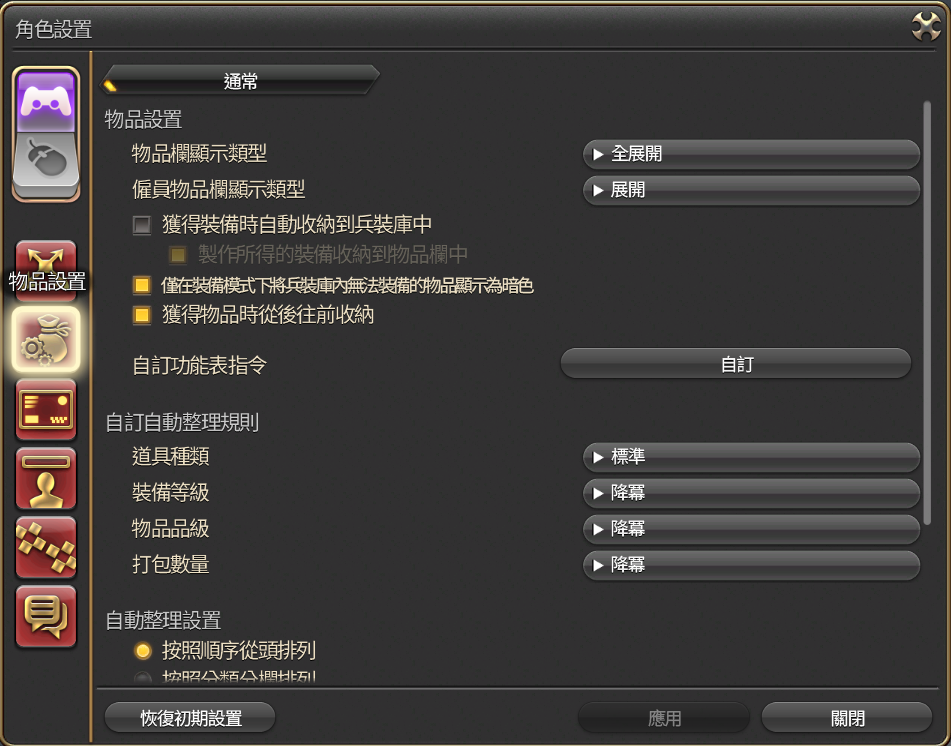 角色設置
通常
物品設置
物品欄顯示類型
全展開
僱員物品欄顯示類型
展開
獲得裝備時自動收納到兵裝庫中
製作所得的裝備收納到物品欄中
物品設置
僅在裝備模式下將兵裝庫內無法裝備的物品顯示為暗色
獲得物品時從後往前收納
自訂功能表指令
自訂
自訂自動整理規則
道具種類
標準
裝備等級
降冪
物品品級
降冪
打包數量
降冪
自動整理設置
按照順序從頭排列
按照分類分欄排列
恢復初期設置
應用
關閉